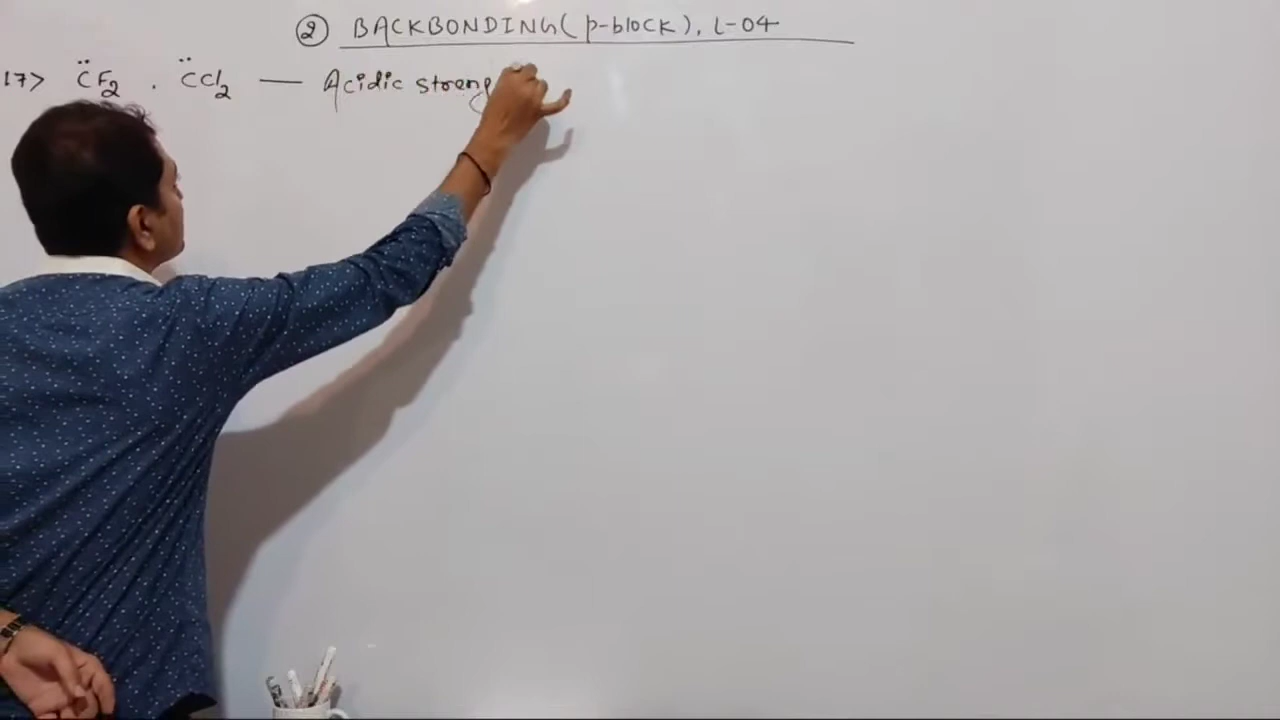 ② BACKBONDING (p-block), L-04
17> C̈F₂ . C̈Cl₂ — Acidic streng